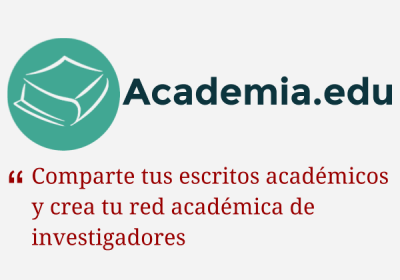 Academia.edu
“ Comparte tus escritos académicos
y crea tu red académica de
investigadores